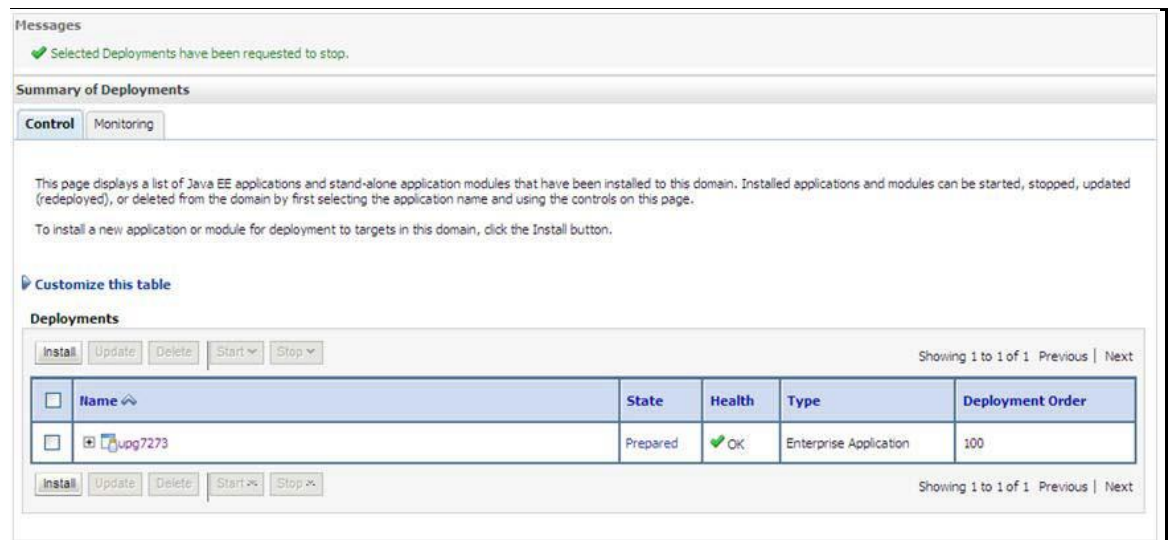 Messages
Selected Deployments have been requested to stop.
Summary of Deployments
Control Monitoring
This page displays a list of Java EE applications and stand-alone application modules that have been installed to this domain. Installed applications and modules can be started, stopped, updated
(redeployed), or deleted from the domain by first selecting the application name and using the controls on this page.
To install a new application or module for deployment to targets in this domain, click the Install button.
Customize this table
Deployments
Install Update Delete Start Stop Showing 1 to 1 of 1 Previous | Next
Name State Health Type Deployment Order
upg7273 Prepared OK Enterprise Application 100
Install Update Delete Start Stop Showing 1 to 1 of 1 Previous | Next